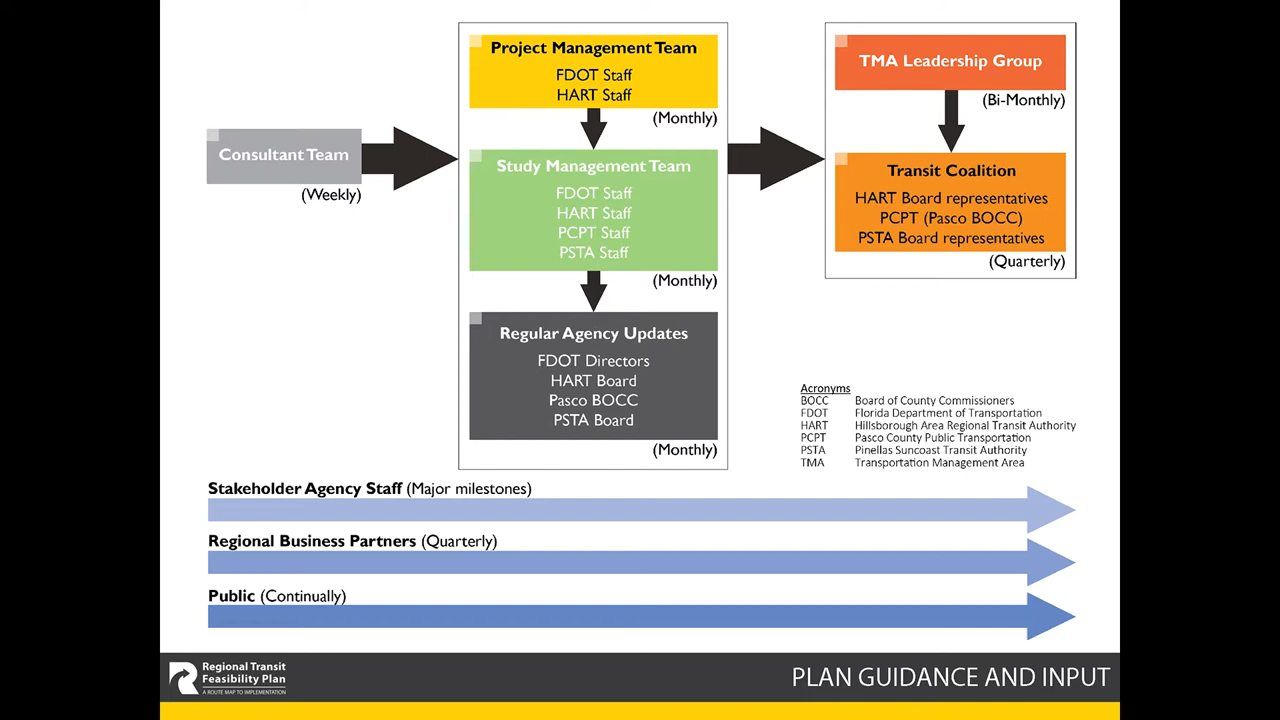 Consultant Team
(Weekly)
Project Management Team
FDOT Staff
HART Staff
(Monthly)
Study Management Team
FDOT Staff
HART Staff
PCPT Staff
PSTA Staff
(Monthly)
Regular Agency Updates
FDOT Directors
HART Board
Pasco BOCC
PSTA Board
(Monthly)
TMA Leadership Group
(Bi-Monthly)
Transit Coalition
HART Board representatives
PCPT (Pasco BOCC)
PSTA Board representatives
(Quarterly)
Acronyms
BOCC Board of County Commissioners
FDOT Florida Department of Transportation
HART Hillsborough Area Regional Transit Authority
PCPT Pasco County Public Transportation
PSTA Pinellas Suncoast Transit Authority
TMA Transportation Management Area
Stakeholder Agency Staff (Major milestones)
Regional Business Partners (Quarterly)
Public (Continually)
Regional Transit
Feasibility Plan
A ROUTE MAP TO IMPLEMENTATION
PLAN GUIDANCE AND INPUT